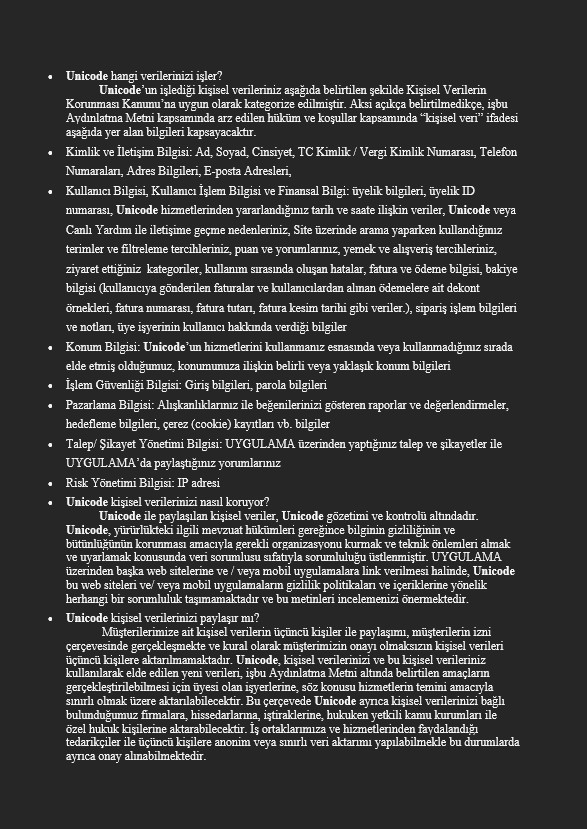 • Unicode hangi verilerinizi işler?
Unicode’un işlediği kişisel verileriniz aşağıda belirtilen şekilde Kişisel Verilerin
Korunması Kanunu’na uygun olarak kategorize edilmiştir. Aksi açıkça belirtilmedikçe, işbu
Aydınlatma Metni kapsamında arz edilen hüküm ve koşullar kapsamında “kişisel veri” ifadesi
aşağıda yer alan bilgileri kapsayacaktır.
• Kimlik ve İletişim Bilgisi: Ad, Soyad, Cinsiyet, TC Kimlik / Vergi Kimlik Numarası, Telefon
Numaraları, Adres Bilgileri, E-posta Adresleri,
• Kullanıcı Bilgisi, Kullanıcı İşlem Bilgisi ve Finansal Bilgi: üyelik bilgileri, üyelik ID
numarası, Unicode hizmetlerinden yararlandığınız tarih ve saate ilişkin veriler, Unicode veya
Canlı Yardım ile iletişime geçme nedenleriniz, Site üzerinde arama yaparken kullandığınız
terimler ve filtreleme tercihleriniz, puan ve yorumlarınız, yemek ve alışveriş tercihleriniz,
ziyaret ettiğiniz kategoriler, kullanım sırasında oluşan hatalar, fatura ve ödeme bilgisi, bakiye
bilgisi (kullanıcıya gönderilen faturalar ve kullanıcılardan alınan ödemelere ait dekont
örnekleri, fatura numarası, fatura tutarı, fatura kesim tarihi gibi veriler.), sipariş işlem bilgileri
ve notları, üye işyerinin kullanıcı hakkında verdiği bilgiler
• Konum Bilgisi: Unicode’un hizmetlerini kullanmanız esnasında veya kullanmadığınız sırada
elde etmiş olduğumuz, konumunuza ilişkin belirli veya yaklaşık konum bilgileri
• İşlem Güvenliği Bilgisi: Giriş bilgileri, parola bilgileri
• Pazarlama Bilgisi: Alışkanlıklarınız ile beğenilerinizi gösteren raporlar ve değerlendirmeler,
hedefleme bilgileri, çerez (cookie) kayıtları vb. bilgiler
• Talep/ Şikayet Yönetimi Bilgisi: UYGULAMA üzerinden yaptığınız talep ve şikayetler ile
UYGULAMA’da paylaştığınız yorumlarınız
• Risk Yönetimi Bilgisi: IP adresi
• Unicode kişisel verilerinizi nasıl koruyor?
Unicode ile paylaşılan kişisel veriler, Unicode gözetimi ve kontrolü altındadır.
Unicode, yürürlükteki ilgili mevzuat hükümleri gereğince bilginin gizliliğinin ve
bütünlüğünün korunması amacıyla gerekli organizasyonu kurmak ve teknik önlemleri almak
ve uyarlamak konusunda veri sorumlusu sıfatıyla sorumluluğu üstlenmiştir. UYGULAMA
üzerinden başka web sitelerine ve / veya mobil uygulamalara link verilmesi halinde, Unicode
bu web siteleri ve/ veya mobil uygulamaların gizlilik politikaları ve içeriklerine yönelik
herhangi bir sorumluluk taşımamaktadır ve bu metinleri incelemenizi önermektedir.
• Unicode kişisel verilerinizi paylaşır mı?
Müşterilerimize ait kişisel verilerin üçüncü kişiler ile paylaşımı, müşterilerin izni
çerçevesinde gerçekleşmekte ve kural olarak müşterimizin onayı olmaksızın kişisel verileri
üçüncü kişilere aktarılmamaktadır. Unicode, kişisel verilerinizi ve bu kişisel verileriniz
kullanılarak elde edilen yeni verileri, işbu Aydınlatma Metni altında belirtilen amaçların
gerçekleştirilebilmesi için üyesi olan işyerlerine, söz konusu hizmetlerin temini amacıyla
sınırlı olmak üzere aktarılabilecektir. Bu çerçevede Unicode ayrıca kişisel verilerinizi bağlı
bulunduğumuz firmalara, hissedarlarına, iştiraklerine, hukuken yetkili kamu kurumları ile
özel hukuk kişilerine aktarabilecektir. İş ortaklarımıza ve hizmetlerinden faydalandığı
tedarikçiler ile üçüncü kişilere anonim veya sınırlı veri aktarımı yapılabilmekle bu durumlarda
ayrıca onay alınabilmektedir.